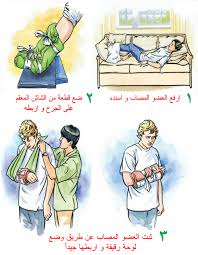 ١ ارفع العضو المصاب و أسنده
٢ ضع قطعة من الشاش المعقم
على الجرح و اربطه
٣ ثبت العضو المصاب عن طريق وضع
لوحة رقيقة و اربطها جيداً